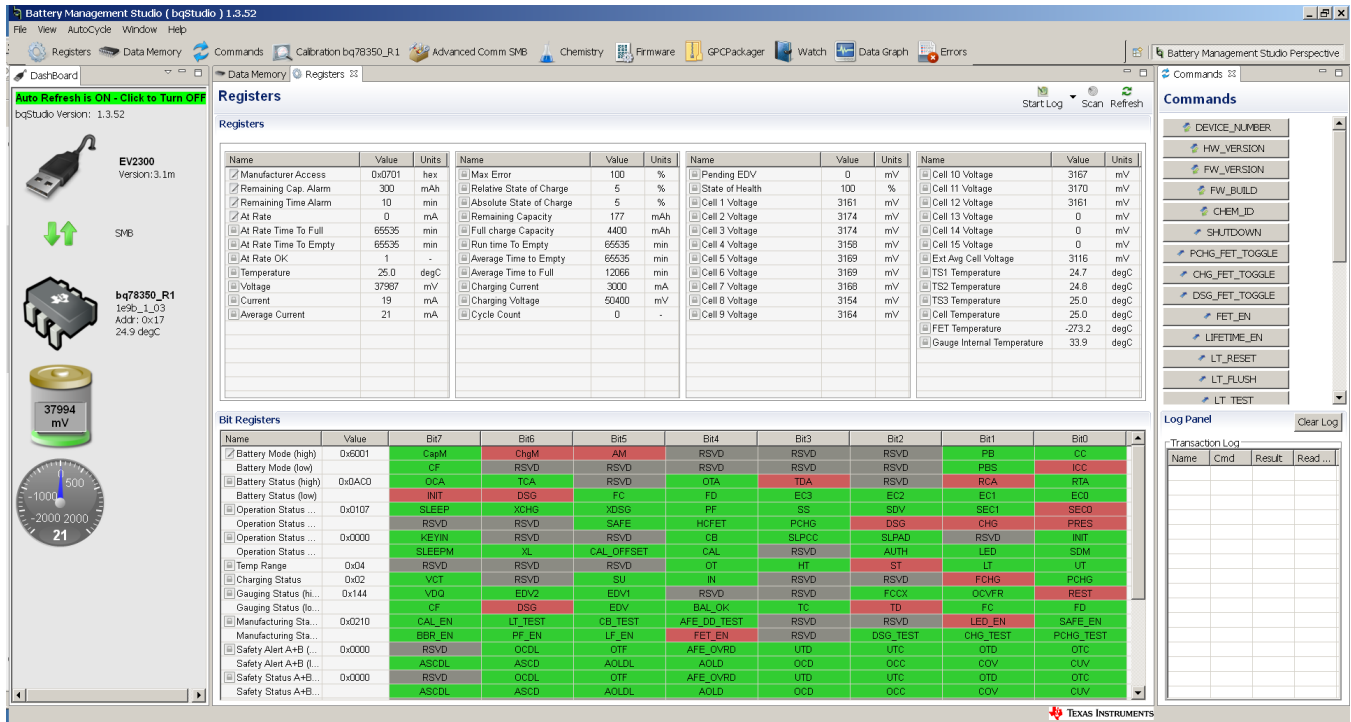 Battery Management Studio ( bqStudio ) 1.3.52
File View AutoCycle Window Help
Registers Data Memory Commands Calibration bq78350_R1 Advanced Comm SMB Chemistry Firmware GPCPackager Watch Data Graph Errors Battery Management Studio Perspective
DashBoard
Auto Refresh is ON - Click to Turn OFF
bqStudio Version: 1.3.52
EV2300
Version:3.1m
SMB
bq78350_R1
1e9b_1_03
Addr: 0x17
24.9 degC
37994
mV
500
-1000
-2000 2000
21
Data Memory Registers
Registers
Start Log Scan Refresh
Registers
Name Value Units Name Value Units Name Value Units Name Value Units
Manufacturer Access 0x0701 hex Max Error 100 % Pending EDV 0 mV Cell 10 Voltage 3167 mV
Remaining Cap. Alarm 300 mAh Relative State of Charge 5 % State of Health 100 % Cell 11 Voltage 3170 mV
Remaining Time Alarm 10 min Absolute State of Charge 5 % Cell 1 Voltage 3161 mV Cell 12 Voltage 3161 mV
At Rate 0 mA Remaining Capacity 177 mAh Cell 2 Voltage 3174 mV Cell 13 Voltage 0 mV
At Rate Time To Full 65535 min Full charge Capacity 4400 mAh Cell 3 Voltage 3174 mV Cell 14 Voltage 0 mV
At Rate Time To Empty 65535 min Run time To Empty 65535 min Cell 4 Voltage 3158 mV Cell 15 Voltage 0 mV
At Rate OK 1 - Average Time to Empty 65535 min Cell 5 Voltage 3169 mV Ext Avg Cell Voltage 3116 mV
Temperature 25.0 degC Average Time to Full 12066 min Cell 6 Voltage 3169 mV TS1 Temperature 24.7 degC
Voltage 37987 mV Charging Current 3000 mA Cell 7 Voltage 3168 mV TS2 Temperature 24.8 degC
Current 19 mA Charging Voltage 50400 mV Cell 8 Voltage 3154 mV TS3 Temperature 25.0 degC
Average Current 21 mA Cycle Count 0 - Cell 9 Voltage 3164 mV Cell Temperature 25.0 degC
FET Temperature -273.2 degC
Gauge Internal Temperature 33.9 degC
Bit Registers
Name Value Bit7 Bit6 Bit5 Bit4 Bit3 Bit2 Bit1 Bit0
Battery Mode (high) 0x6001 CapM ChgM AM RSVD RSVD RSVD PB CC
Battery Mode (low) CF RSVD RSVD RSVD RSVD RSVD PBS ICC
Battery Status (high) 0x0AC0 OCA TCA RSVD OTA TDA RSVD RCA RTA
Battery Status (low) INIT DSG FC FD EC3 EC2 EC1 EC0
Operation Status ... 0x0107 SLEEP XCHG XDSG PF SS SDV SEC1 SEC0
Operation Status ... RSVD RSVD SAFE HCFET PCHG DSG CHG PRES
Operation Status ... 0x0000 KEYIN RSVD RSVD CB SLPCC SLPAD RSVD INIT
Operation Status ... SLEEPM XL CAL_OFFSET CAL RSVD AUTH LED SDM
Temp Range 0x04 RSVD RSVD RSVD OT HT ST LT UT
Charging Status 0x02 VCT RSVD SU IN RSVD RSVD FCHG PCHG
Gauging Status (hi... 0x144 VDQ EDV2 EDV1 RSVD RSVD FCCX OCVFR REST
Gauging Status (lo... CF DSG EDV BAL_OK TC TD FC FD
Manufacturing Sta... 0x0210 CAL_EN LT_TEST CB_TEST AFE_DD_TEST RSVD RSVD LED_EN SAFE_EN
Manufacturing Sta... BBR_EN PF_EN LF_EN FET_EN RSVD DSG_TEST CHG_TEST PCHG_TEST
Safety Alert A+B (... 0x0000 RSVD OCDL OTF AFE_OVRD UTD UTC OTD OTC
Safety Alert A+B (l... ASCDL ASCD AOLDL AOLD OCD OCC COV CUV
Safety Status A+B... 0x0000 RSVD OCDL OTF AFE_OVRD UTD UTC OTD OTC
Safety Status A+B... ASCDL ASCD AOLDL AOLD OCD OCC COV CUV
Commands
Commands
DEVICE_NUMBER
HW_VERSION
FW_VERSION
FW_BUILD
CHEM_ID
SHUTDOWN
PCHG_FET_TOGGLE
CHG_FET_TOGGLE
DSG_FET_TOGGLE
FET_EN
LIFETIME_EN
LT_RESET
LT_FLUSH
LT TEST
Log Panel Clear Log
Transaction Log
Name Cmd Result Read ...
TEXAS INSTRUMENTS